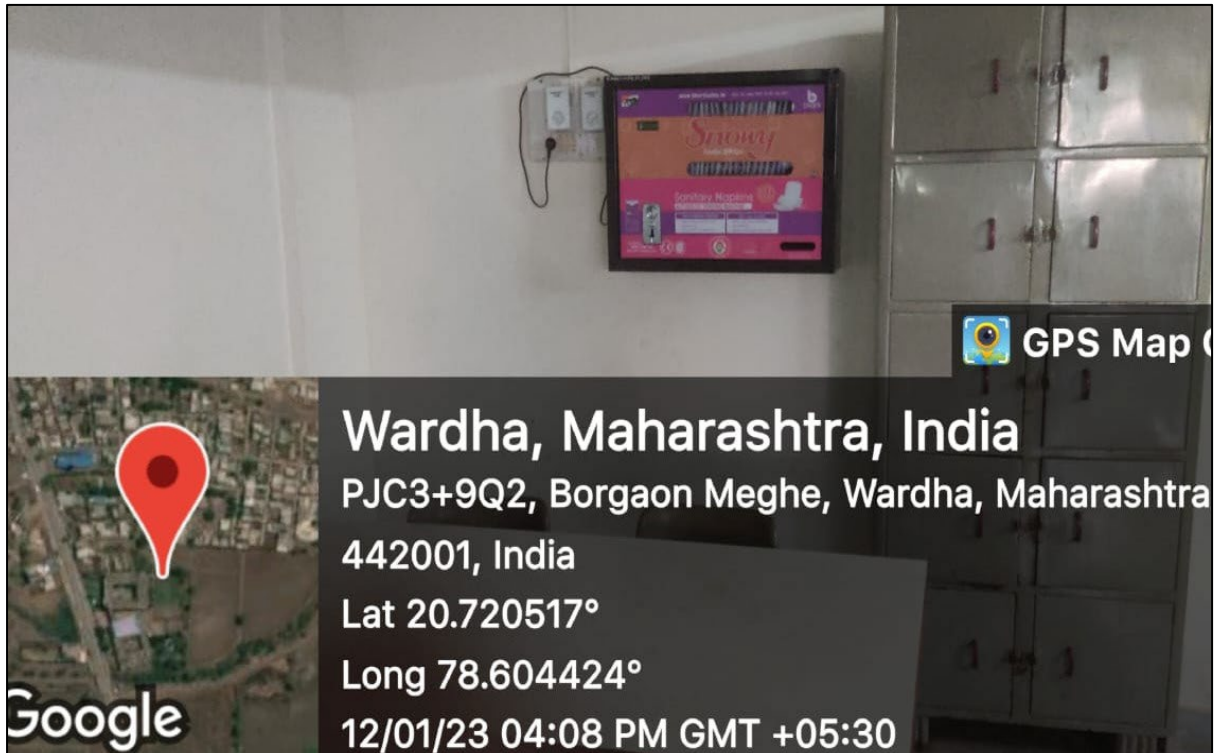 Snowy
Sanitary Napkins
GPS Map
Wardha, Maharashtra, India
PJC3+9Q2, Borgaon Meghe, Wardha, Maharashtra
442001, India
Lat 20.720517°
Long 78.604424°
12/01/23 04:08 PM GMT +05:30
Google